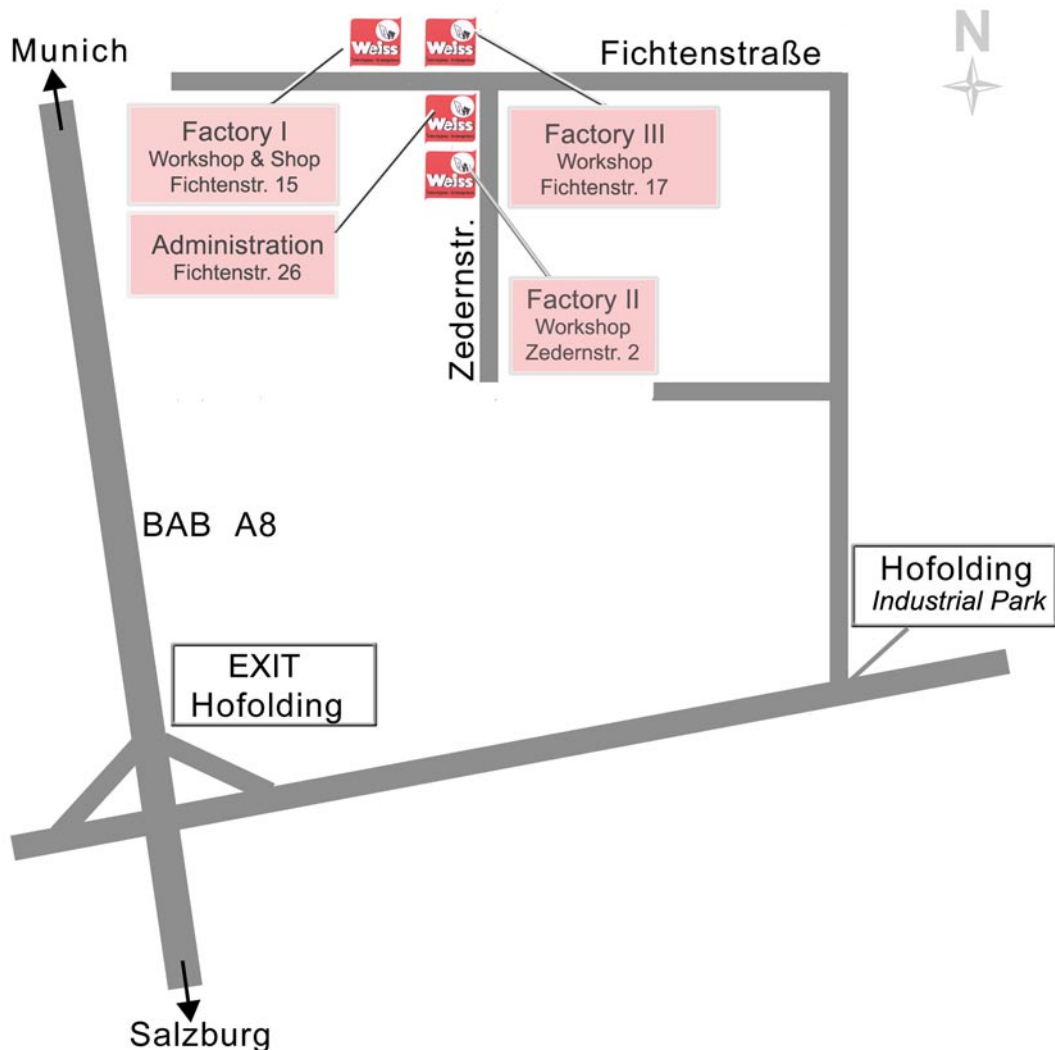 Munich
Weiss
Weiss
Fichtenstraße
N
Factory I
Workshop & Shop
Fichtenstr. 15
Weiss
Weiss
Factory III
Workshop
Fichtenstr. 17
Administration
Fichtenstr. 26
Zedernstr.
Factory II
Workshop
Zedernstr. 2
BAB A8
Hofolding
Industrial Park
EXIT
Hofolding
Salzburg